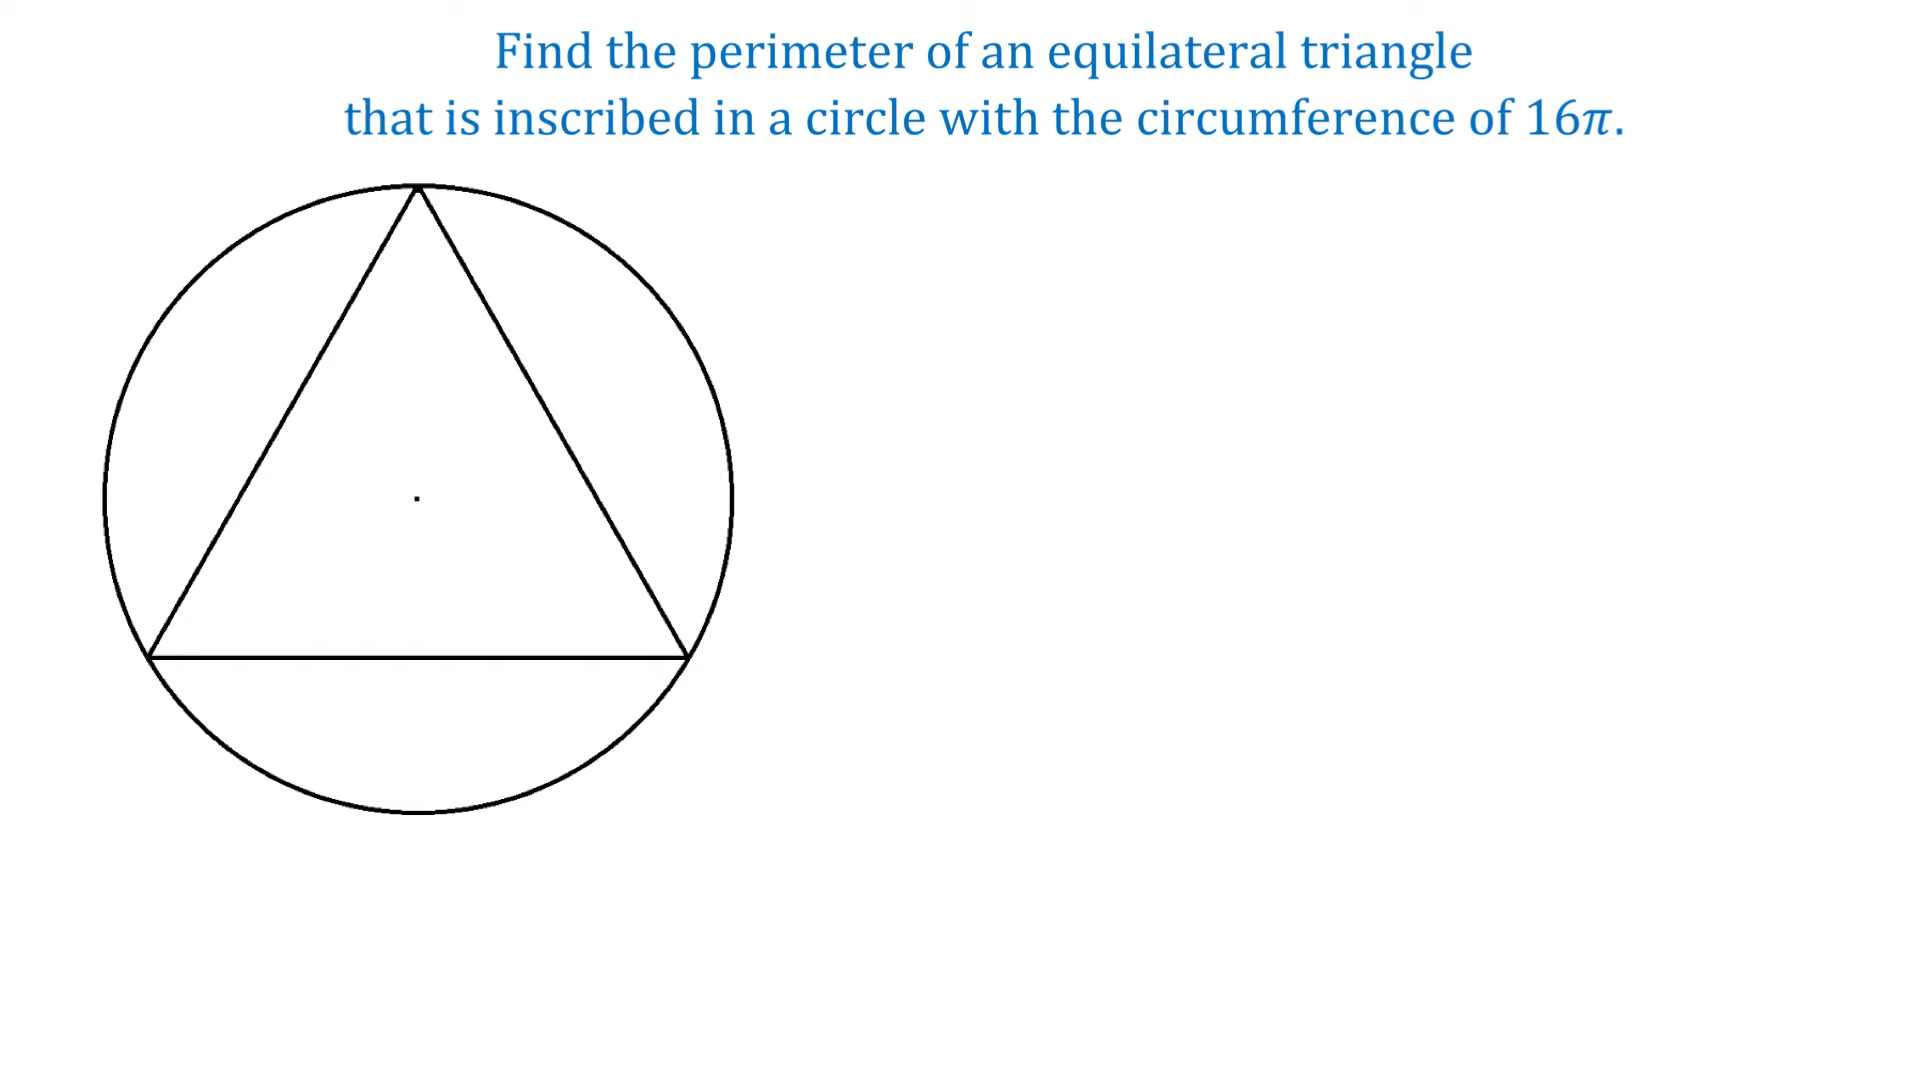 Find the perimeter of an equilateral triangle
that is inscribed in a circle with the circumference of 16𝜋.